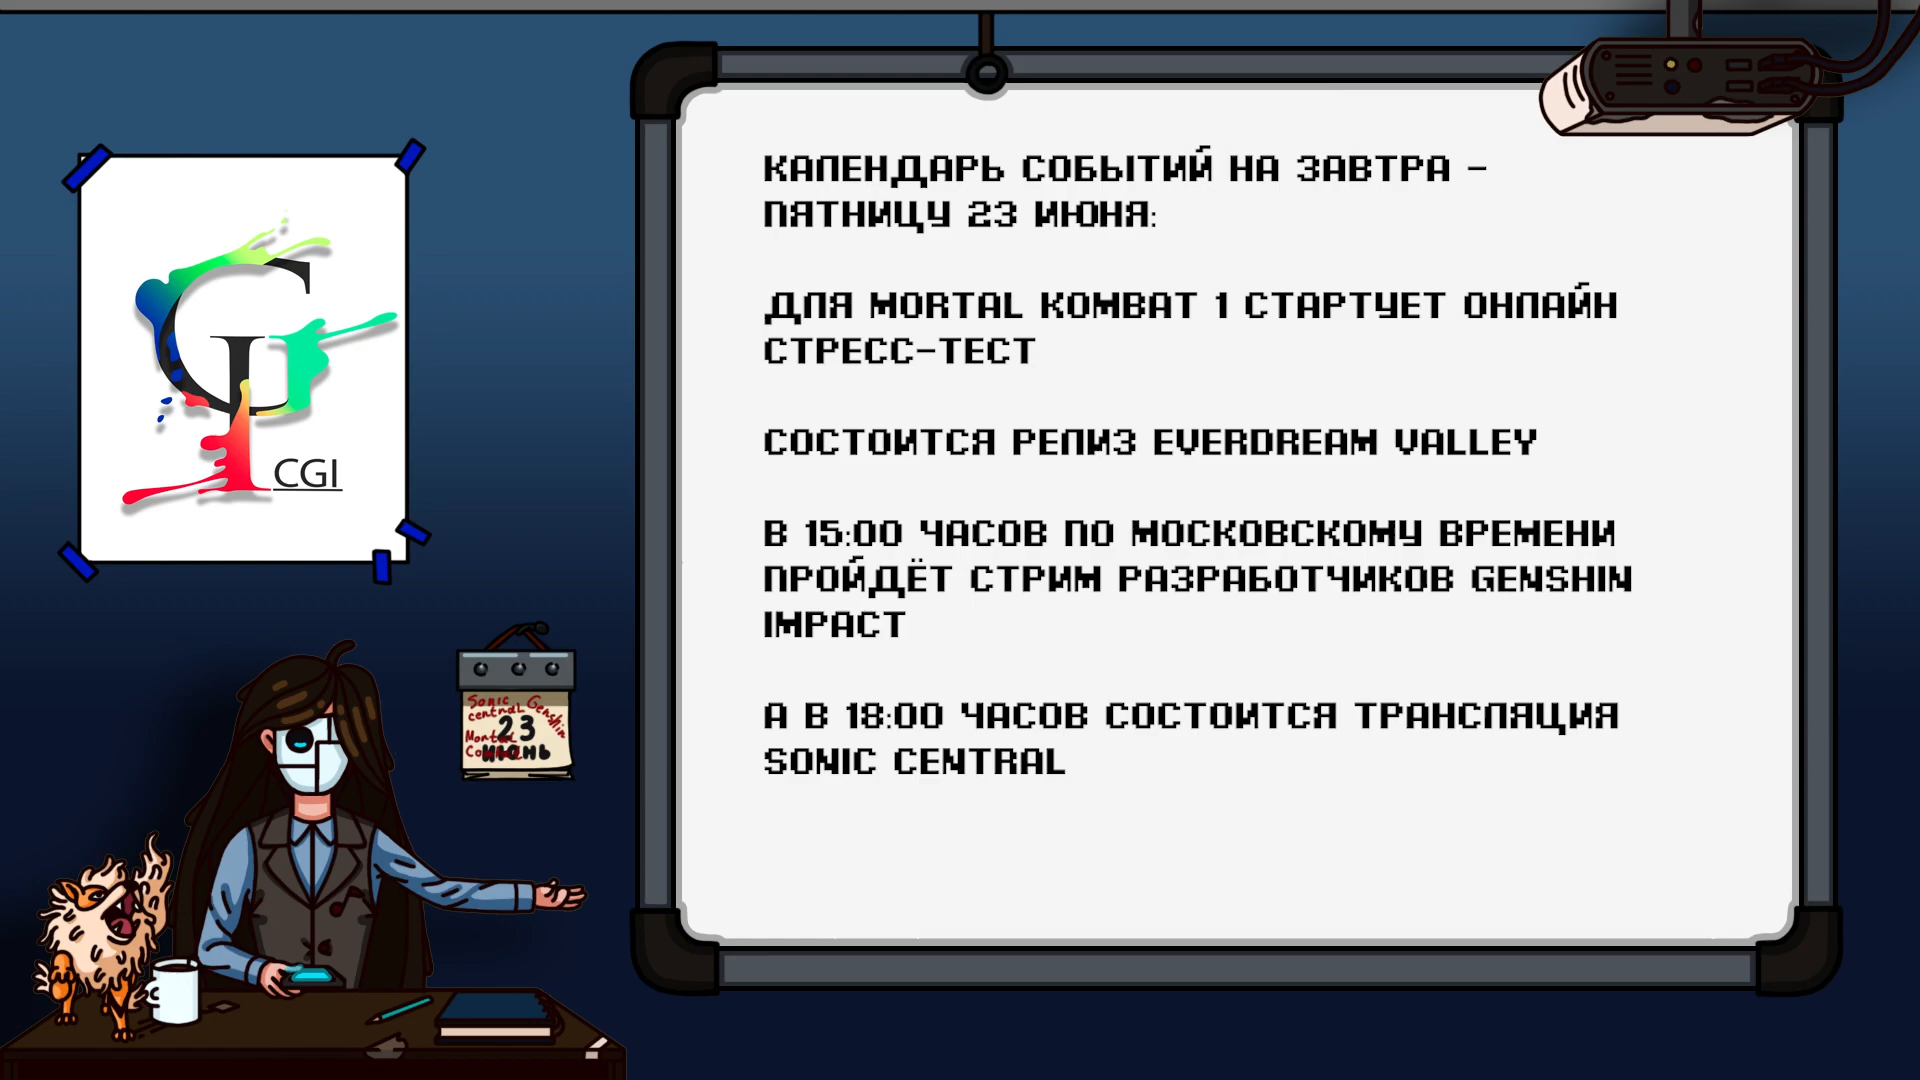 КАЛЕНДАРЬ СОБЫТИЙ НА ЗАВТРА -
ПЯТНИЦУ 23 ИЮНЯ:
ДЛЯ MORTAL KOMBAT 1 СТАРТУЕТ ОНЛАЙН
СТРЕСС-ТЕСТ
СОСТОИТСЯ РЕЛИЗ EVERDREAM VALLEY
В 15:00 ЧАСОВ ПО МОСКОВСКОМУ ВРЕМЕНИ
ПРОЙДЁТ СТРИМ РАЗРАБОТЧИКОВ GENSHIN
IMPACT
А В 18:00 ЧАСОВ СОСТОИТСЯ ТРАНСЛЯЦИЯ
SONIC CENTRAL
CGI
Sonic
central
Genshin
23
Mortal
июнь